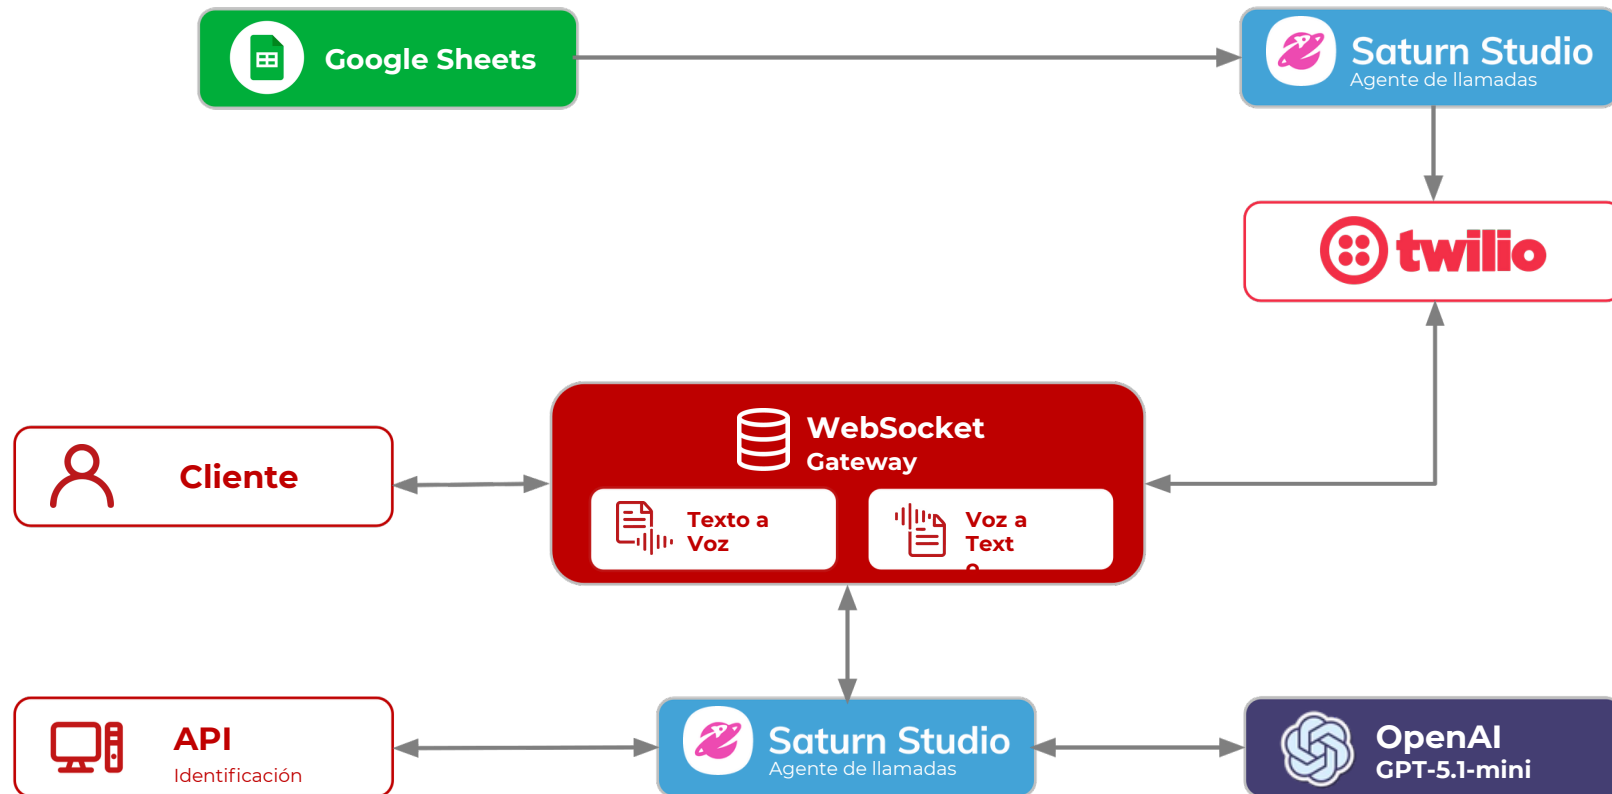 Google Sheets
Saturn Studio
Agente de llamadas
twilio
WebSocket
Gateway
Cliente
Texto a
Voz
Voz a
Text
o
API
Identificación
Saturn Studio
Agente de llamadas
OpenAI
GPT-5.1-mini